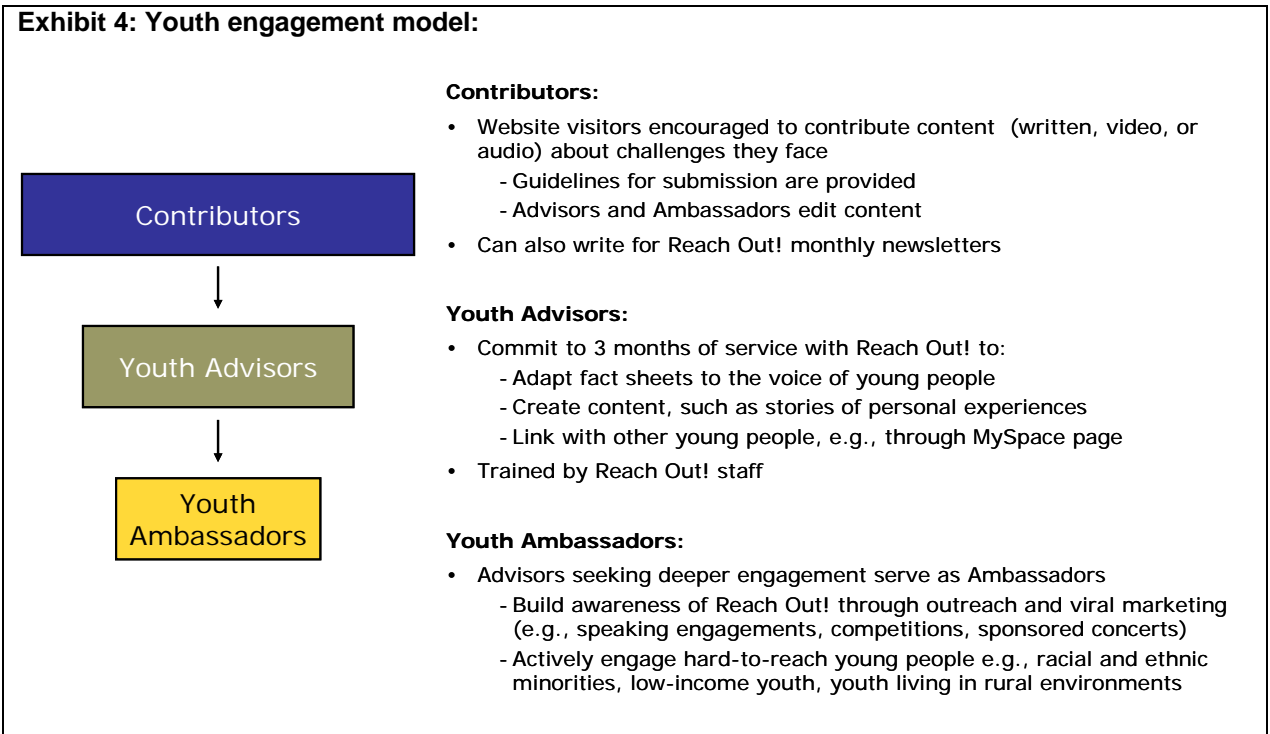 Exhibit 4: Youth engagement model:
Contributors
Youth Advisors
Youth
Ambassadors
Contributors:
• Website visitors encouraged to contribute content (written, video, or
audio) about challenges they face
- Guidelines for submission are provided
- Advisors and Ambassadors edit content
• Can also write for Reach Out! monthly newsletters
Youth Advisors:
• Commit to 3 months of service with Reach Out! to:
- Adapt fact sheets to the voice of young people
- Create content, such as stories of personal experiences
- Link with other young people, e.g., through MySpace page
• Trained by Reach Out! staff
Youth Ambassadors:
• Advisors seeking deeper engagement serve as Ambassadors
- Build awareness of Reach Out! through outreach and viral marketing
(e.g., speaking engagements, competitions, sponsored concerts)
- Actively engage hard-to-reach young people e.g., racial and ethnic
minorities, low-income youth, youth living in rural environments